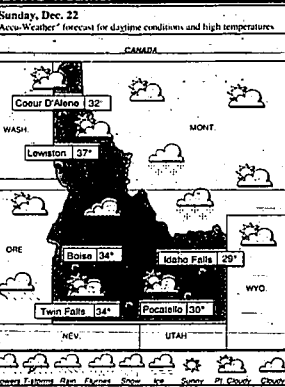 Sunday, Dec. 22
Accu-Weather® forecast for daytime conditions and high temperatures
CANADA
Coeur D'Alene 32°
WASH.
MONT.
Lewiston 37°
ORE
Boise 34°
Idaho Falls 29°
WYO.
Twin Falls 34°
Pocatello 30°
NEV.
UTAH
owers T-storms Rain Flurries Snow Ice Sunny Pt. Cloudy Cloudy